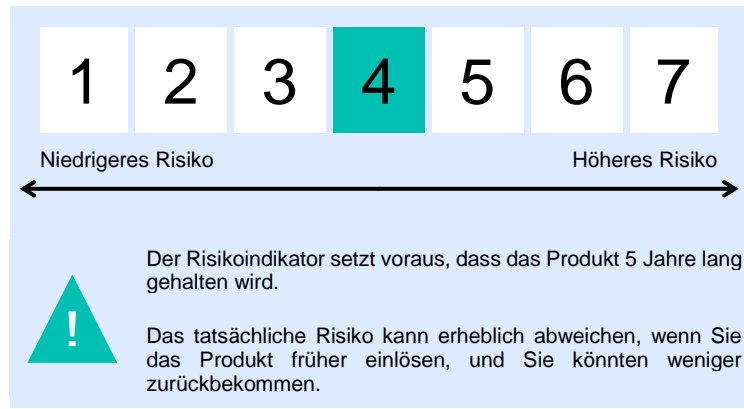 1 2 3 4 5 6 7
Niedrigeres Risiko Höheres Risiko
Der Risikoindikator setzt voraus, dass das Produkt 5 Jahre lang
gehalten wird.
!
Das tatsächliche Risiko kann erheblich abweichen, wenn Sie
das Produkt früher einlösen, und Sie könnten weniger
zurückbekommen.